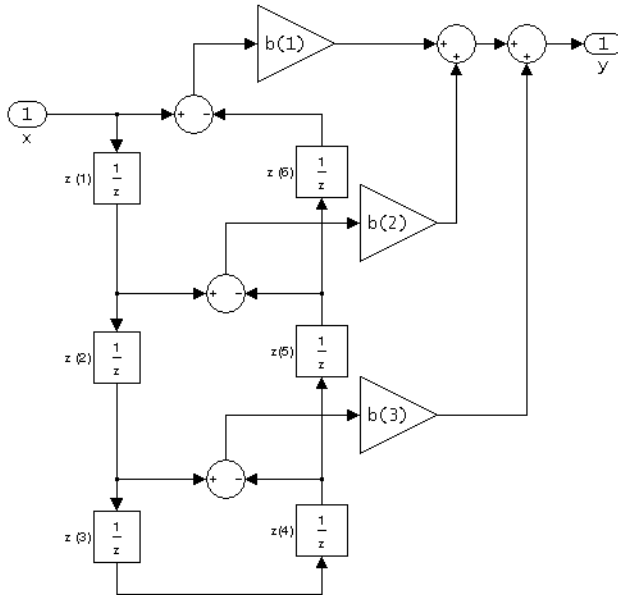 b(1)
+
+
+
+
1
y
1
x
+
−
z (1)
1
z
z (6)
1
z
b(2)
+
−
z (2)
1
z
z(5)
1
z
b(3)
+
−
z (3)
1
z
z(4)
1
z